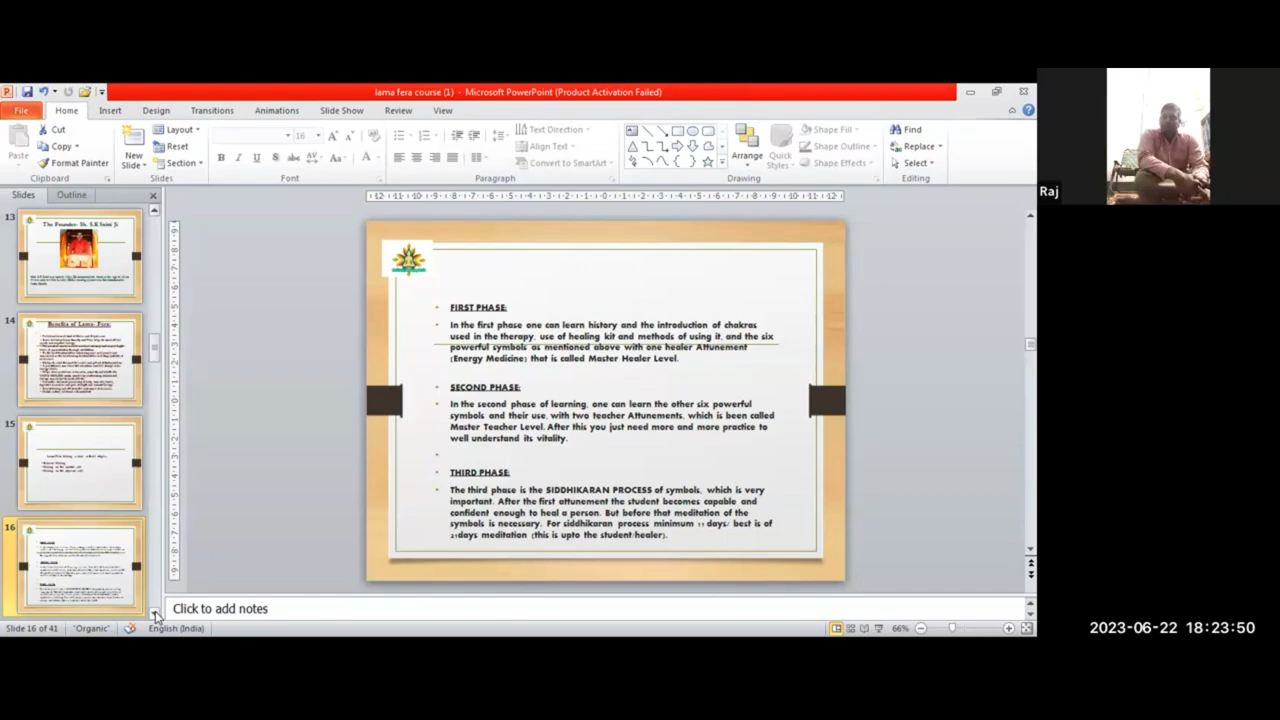 lama fera course (1) - Microsoft PowerPoint (Product Activation Failed)
File Home Insert Design Transitions Animations Slide Show Review View
Paste
Cut
Copy
Format Painter
Clipboard
New Slide
Layout
Reset
Section
Slides
16
Font
Paragraph
Text Direction
Align Text
Convert to SmartArt
Arrange
Quick Styles
Shape Fill
Shape Outline
Shape Effects
Drawing
Find
Replace
Select
Editing
Raj
Slides Outline
13
The Founder- Sh. S.K Saini Ji
14
Benefits of Lama- Fera:
15
16
FIRST PHASE:
In the first phase one can learn history and the introduction of chakras
used in the therapy, use of healing kit and methods of using it, and the six
powerful symbols as mentioned above with one healer Attunement
(Energy Medicine) that is called Master Healer Level.
SECOND PHASE:
In the second phase of learning, one can learn the other six powerful
symbols and their use, with two teacher Attunements, which is been called
Master Teacher Level. After this you just need more and more practice to
well understand its vitality.
THIRD PHASE:
The third phase is the SIDDHIKARAN PROCESS of symbols, which is very
important. After the first attunement the student becomes capable and
confident enough to heal a person. But before that meditation of the
symbols is necessary. For siddhikaran process minimum 11 days/ best is of
21days meditation (this is upto the student/healer).
Click to add notes
Slide 16 of 41 "Organic" English (India) 66%
2023-06-22 18:23:50